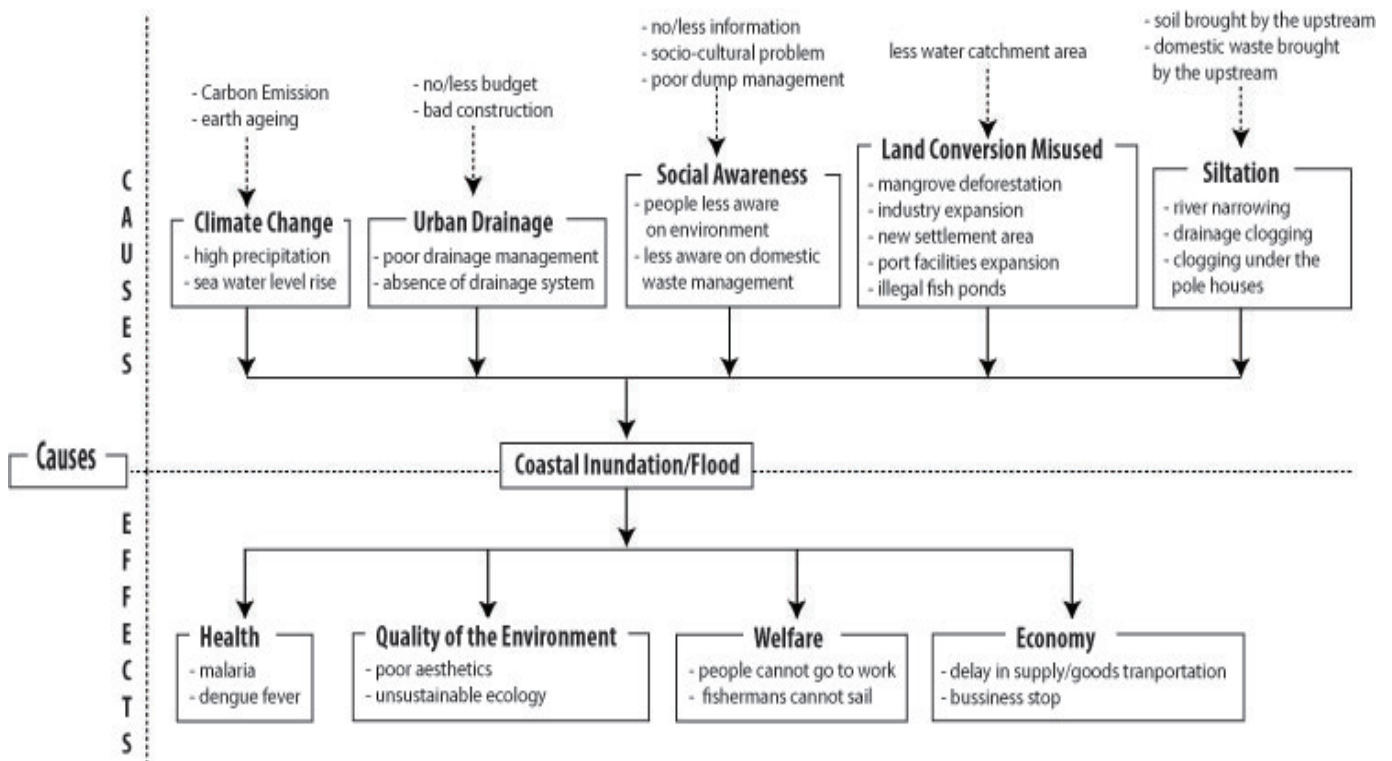 - Carbon Emission
- earth ageing
- no/less budget
- bad construction
- no/less information
- socio-cultural problem
- poor dump management
less water catchment area
- soil brought by the upstream
- domestic waste brought
by the upstream
CAUSES
Climate Change
- high precipitation
- sea water level rise
Urban Drainage
- poor drainage management
- absence of drainage system
Social Awareness
- people less aware
on environment
- less aware on domestic
waste management
Land Conversion Misused
- mangrove deforestation
- industry expansion
- new settlement area
- port facilities expansion
- illegal fish ponds
Siltation
- river narrowing
- drainage clogging
- clogging under the
pole houses
Causes
Coastal Inundation/Flood
EFFECTS
Health
- malaria
- dengue fever
Quality of the Environment
- poor aesthetics
- unsustainable ecology
Welfare
- people cannot go to work
- fishermans cannot sail
Economy
- delay in supply/goods tranportation
- bussiness stop